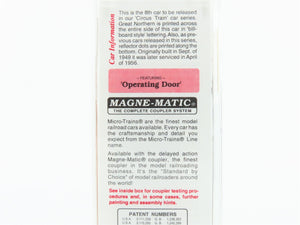 Car Information
This is the 8th car to be released
in our 'Circus Train' car series.
Great Northern is printed across
the entire side of this car in 'bill-
board style' lettering. Also, as pre-
vious cars released in this series,
refector dots are printed along the
bottom. Originally built in Sept. of
1949 it was later serviced in April
of 1956.
—FEATURING—
'Operating Door'
MAGNE-MATIC®
THE COMPLETE COUPLER SYSTEM
Micro-Trains® are the finest model
railroad cars available. Every car has
the craftsmanship and detail you
expect from the Micro-Trains® Line
name.
Available with the delayed action
Magne-Matic® coupler, the finest
coupler in the model railroading
business. It's the "Standard by
Choice" of model railroaders around
the world!
See inside box for coupler testing proce-
dures and, in some cases, further
painting and assembly hints.
PATENT NUMBERS